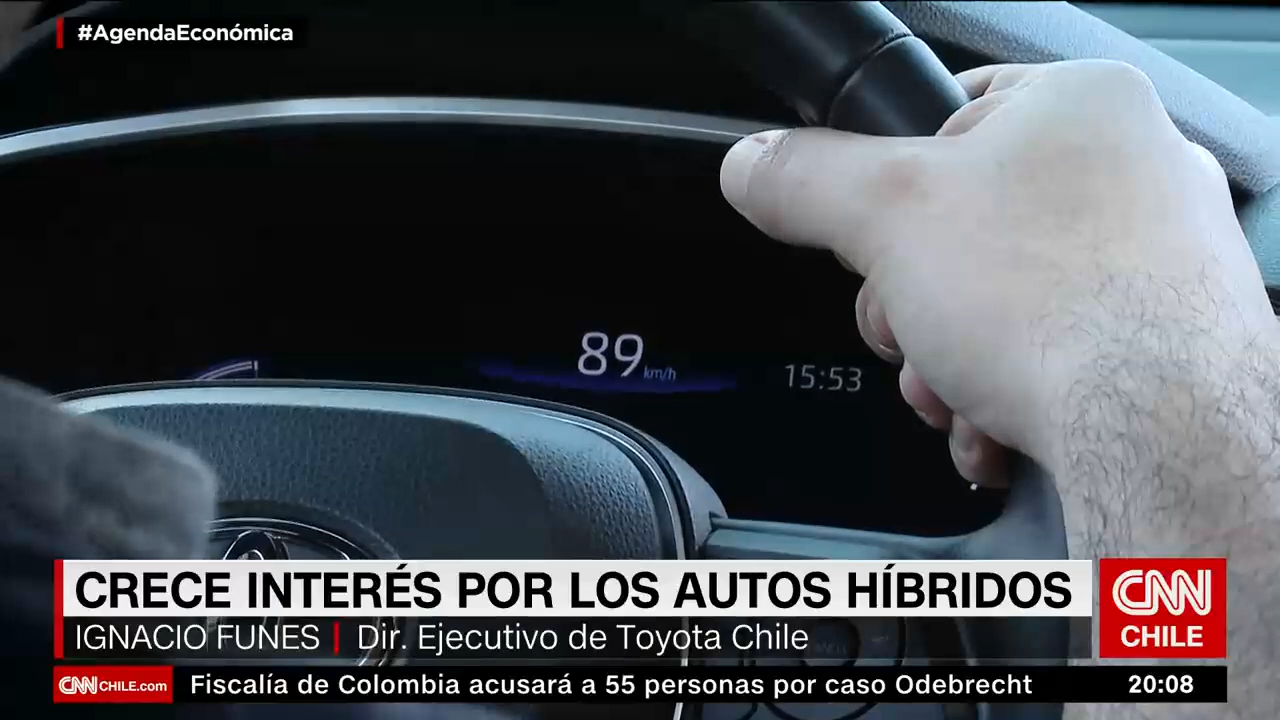 #AgendaEconómica
89 km/h
15:53
CRECE INTERÉS POR LOS AUTOS HÍBRIDOS
IGNACIO FUNES | Dir. Ejecutivo de Toyota Chile
CNN
CHILE
CNNCHILE.com Fiscalía de Colombia acusará a 55 personas por caso Odebrecht 20:08